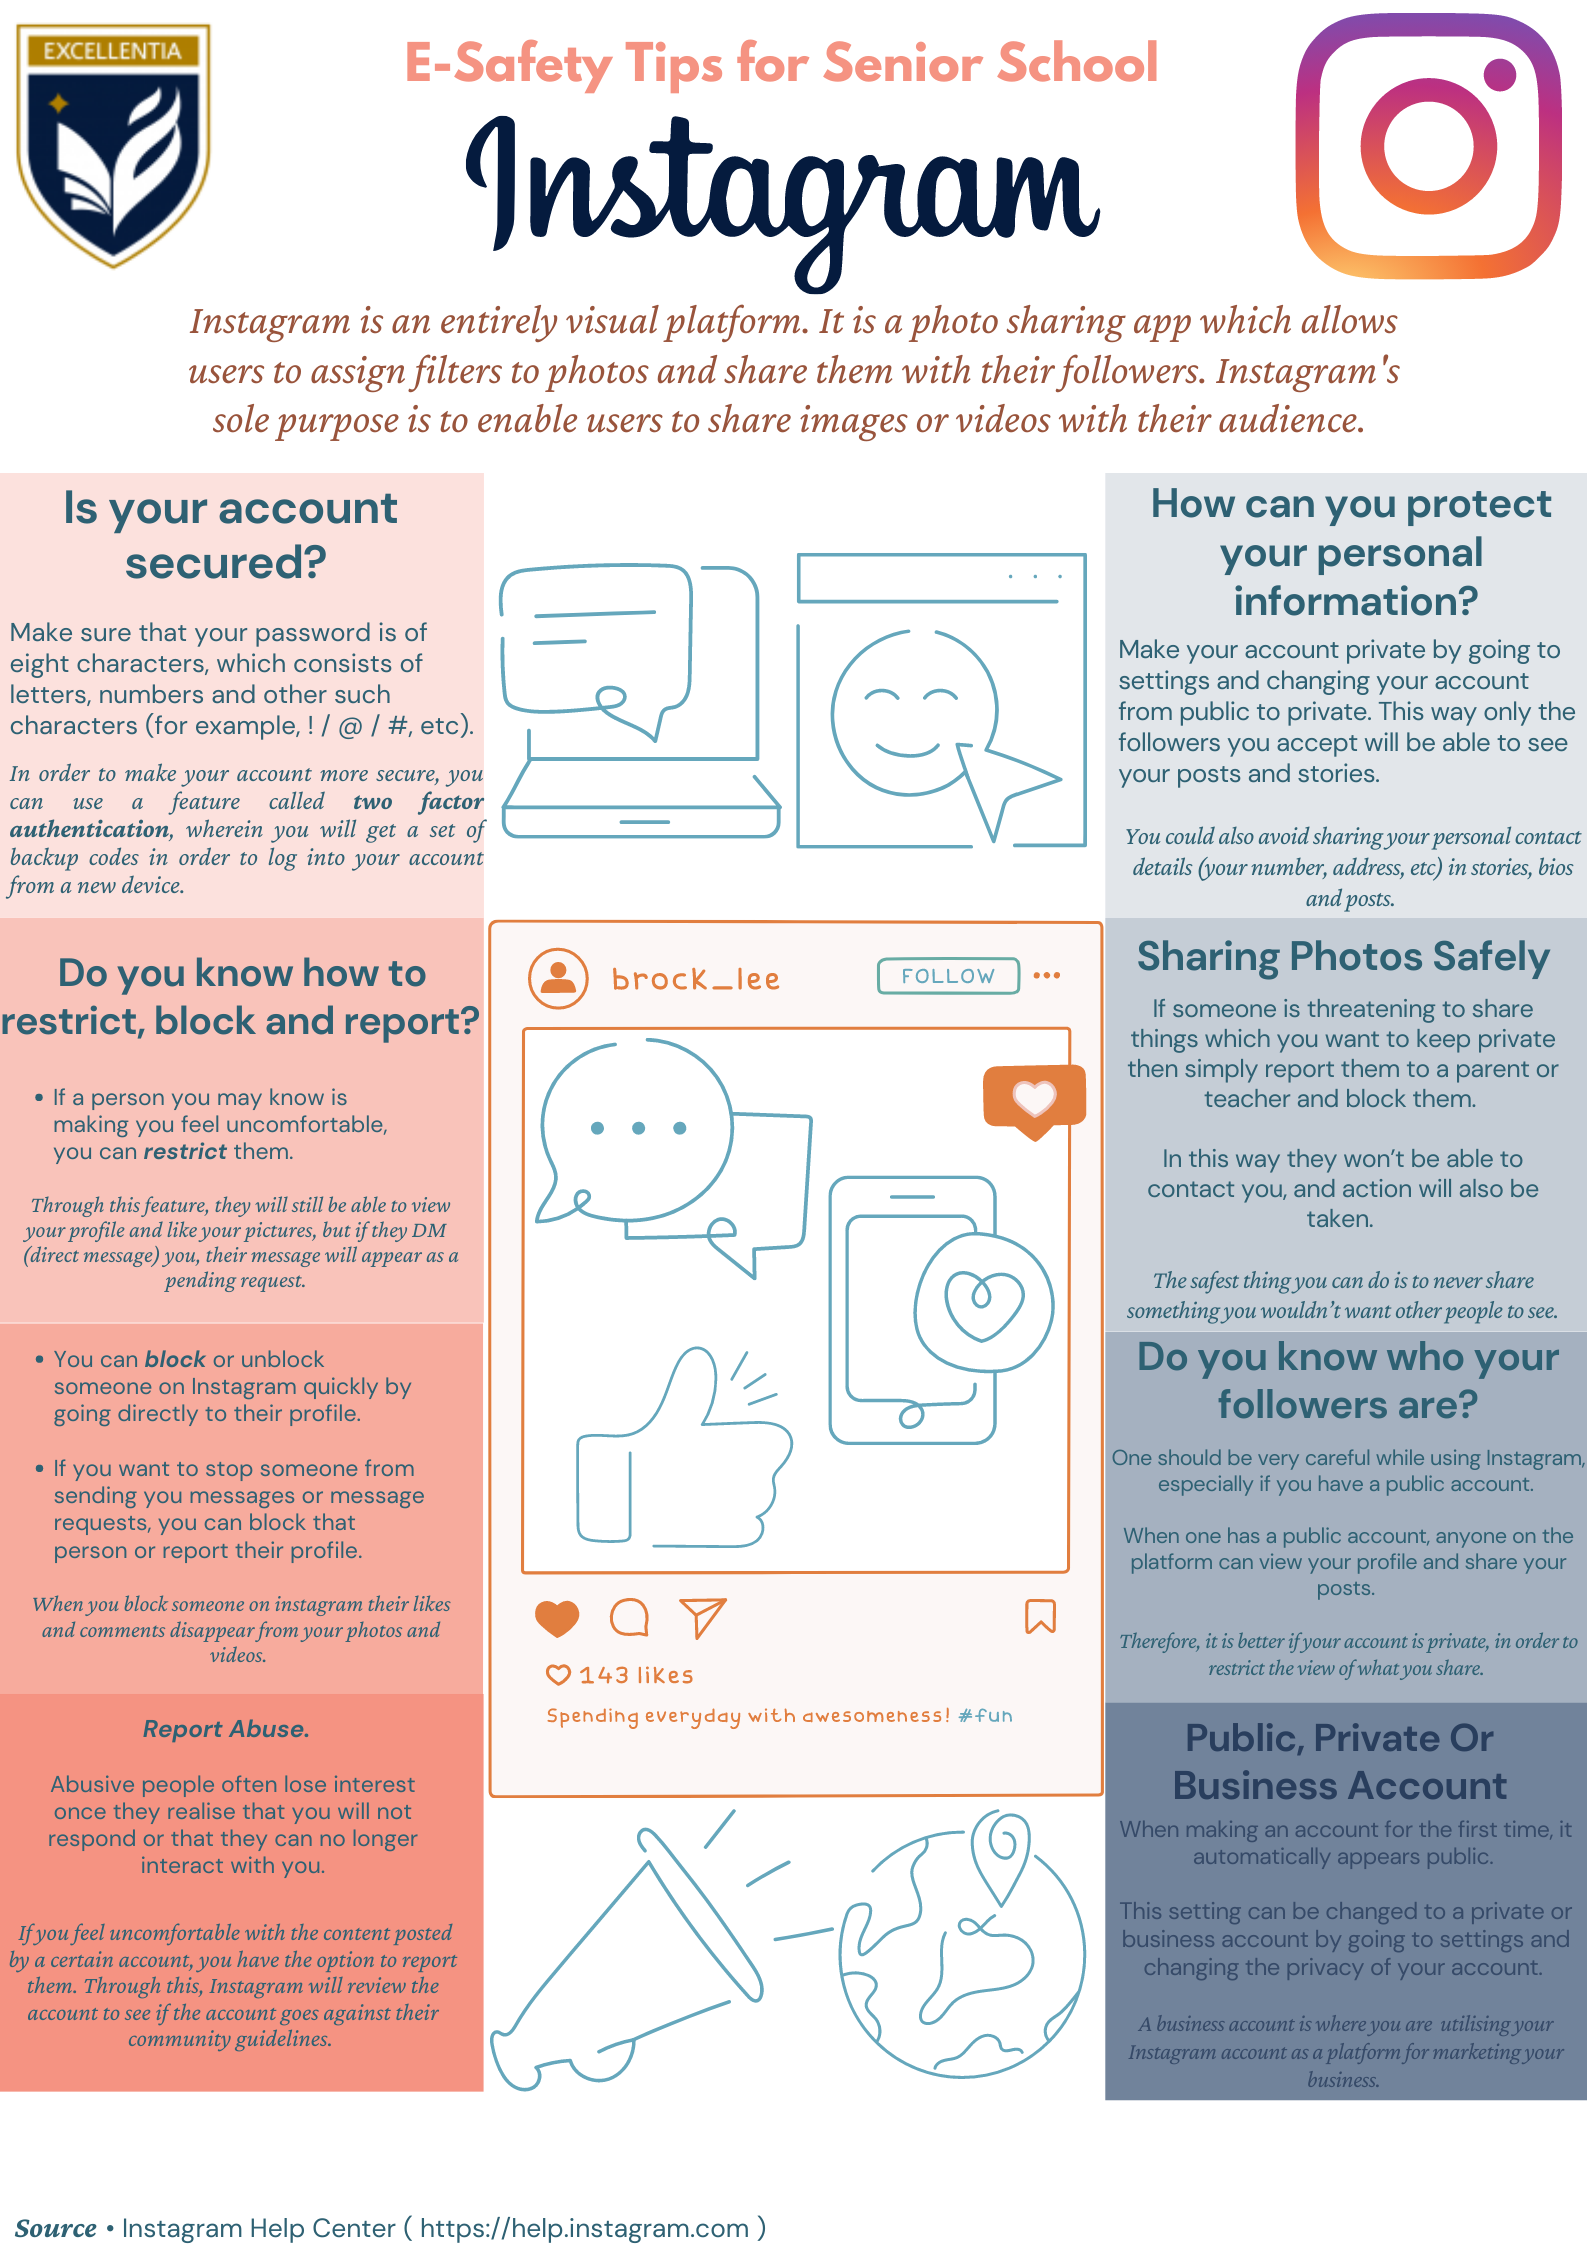 EXCELLENTIA
E-Safety Tips for Senior School
Instagram
Instagram is an entirely visual platform. It is a photo sharing app which allows
users to assign filters to photos and share them with their followers. Instagram's
sole purpose is to enable users to share images or videos with their audience.
Is your account
secured?
Make sure that your password is of
eight characters, which consists of
letters, numbers and other such
characters (for example, ! / @ / #, etc).
In order to make your account more secure, you
can use a feature called two factor
authentication, wherein you will get a set of
backup codes in order to log into your account
from a new device.
Do you know how to
restrict, block and report?
• If a person you may know is
making you feel uncomfortable,
you can restrict them.
Through this feature, they will still be able to view
your profile and like your pictures, but if they DM
(direct message) you, their message will appear as a
pending request.
• You can block or unblock
someone on Instagram quickly by
going directly to their profile.
• If you want to stop someone from
sending you messages or message
requests, you can block that
person or report their profile.
When you block someone on instagram their likes
and comments disappear from your photos and
videos.
Report Abuse.
Abusive people often lose interest
once they realise that you will not
respond or that they can no longer
interact with you.
If you feel uncomfortable with the content posted
by a certain account, you have the option to report
them. Through this, Instagram will review the
account to see if the account goes against their
community guidelines.
brock_lee
FOLLOW
143 likes
Spending everyday with awesomeness! #fun
How can you protect
your personal
information?
Make your account private by going to
settings and changing your account
from public to private. This way only the
followers you accept will be able to see
your posts and stories.
You could also avoid sharing your personal contact
details (your number, address, etc) in stories, bios
and posts.
Sharing Photos Safely
If someone is threatening to share
things which you want to keep private
then simply report them to a parent or
teacher and block them.
In this way they won't be able to
contact you, and action will also be
taken.
The safest thing you can do is to never share
something you wouldn't want other people to see.
Do you know who your
followers are?
One should be very careful while using Instagram,
especially if you have a public account.
When one has a public account, anyone on the
platform can view your profile and share your
posts.
Therefore, it is better if your account is private, in order to
restrict the view of what you share.
Public, Private Or
Business Account
When making an account for the first time, it
automatically appears public.
This setting can be changed to a private or
business account by going to settings and
changing the privacy of your account.
A business account is where you are utilising your
Instagram account as a platform for marketing your
business.
Source • Instagram Help Center ( https://help.instagram.com )